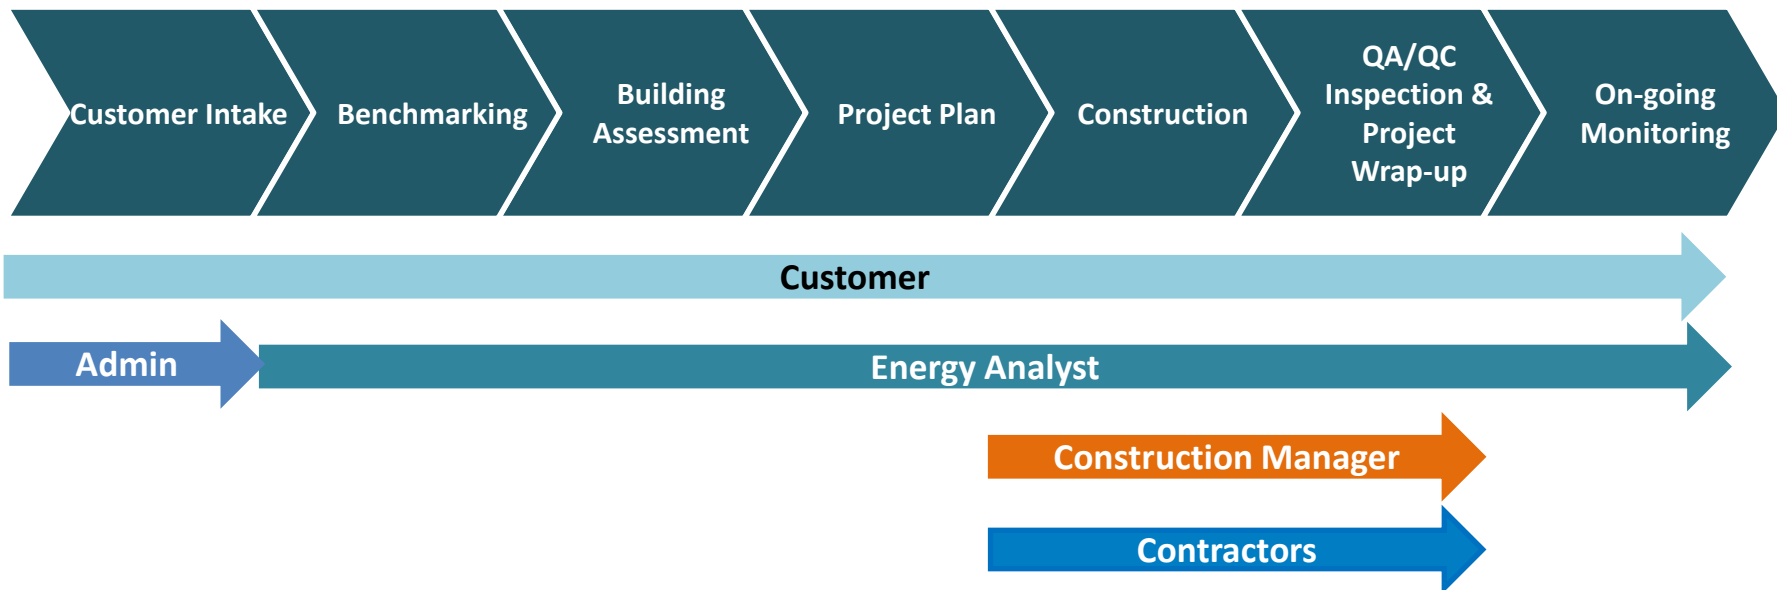 Customer Intake
Benchmarking
Building
Assessment
Project Plan
Construction
QA/QC
Inspection &
Project
Wrap-up
On-going
Monitoring
Customer
Admin
Energy Analyst
Construction Manager
Contractors